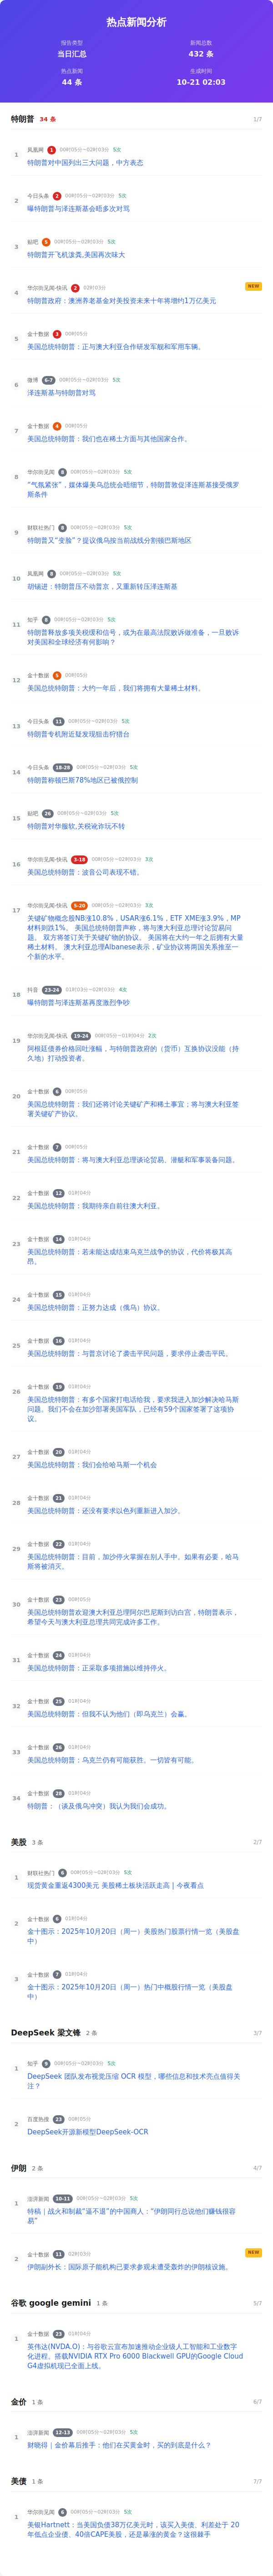 热点新闻分析
报告类型
当日汇总
新闻总数
432 条
热点新闻
44 条
生成时间
10-21 02:03
特朗普 34 条 1/7
1
凤凰网 1 00时05分~02时03分 5次
特朗普对中国列出三大问题，中方表态
2
今日头条 2 00时05分~02时03分 5次
曝特朗普与泽连斯基会晤多次对骂
3
贴吧 5 00时05分~02时03分 5次
特朗普开飞机泼粪,美国再次味大
4
华尔街见闻-快讯 2 02时03分
NEW
特朗普政府：澳洲养老基金对美投资未来十年将增约1万亿美元
5
金十数据 3 00时05分
美国总统特朗普：正与澳大利亚合作研发军舰和军用车辆。
6
微博 6-7 00时05分~02时03分 5次
泽连斯基与特朗普对骂
7
金十数据 4 00时05分
美国总统特朗普：我们也在稀土方面与其他国家合作。
8
华尔街见闻 8 00时05分~02时03分 5次
“气氛紧张”，媒体爆美乌总统会晤细节，特朗普敦促泽连斯基接受俄罗
斯条件
9
财联社热门 8 00时05分~02时03分 5次
特朗普又“变脸”？提议俄乌按当前战线分割顿巴斯地区
10
凤凰网 8 00时05分~02时03分 5次
胡锡进：特朗普压不动普京，又重新转压泽连斯基
11
知乎 8 00时05分~02时03分 5次
特朗普释放多项关税缓和信号，或为在最高法院败诉做准备，一旦败诉
对美国和全球经济有何影响？
12
金十数据 5 00时05分
美国总统特朗普：大约一年后，我们将拥有大量稀土材料。
13
今日头条 11 00时05分~02时03分 5次
特朗普专机附近疑发现狙击狩猎台
14
今日头条 18-28 00时05分~02时03分 5次
特朗普称顿巴斯78%地区已被俄控制
15
贴吧 26 00时05分~02时03分 5次
特朗普对华服软,关税讹诈玩不转
16
华尔街见闻-快讯 3-18 00时05分~02时03分 3次
美国总统特朗普：波音公司表现不错。
17
华尔街见闻-快讯 5-20 00时05分~02时03分 3次
关键矿物概念股NB涨10.8%，USAR涨6.1%，ETF XME涨3.9%，MP
材料则跌1%。 美国总统特朗普声称，将与澳大利亚总理讨论贸易问
题。 双方将签订关于关键矿物的协议。 美国将在大约一年之后拥有大量
稀土材料。 澳大利亚总理Albanese表示，矿业协议将两国关系推至一
个新的水平。
18
抖音 23-24 01时03分~02时03分 4次
曝特朗普与泽连斯基再度激烈争吵
19
华尔街见闻-快讯 19-24 00时05分~01时04分 2次
阿根廷债券价格回吐涨幅，与特朗普政府的（货币）互换协议没能（持
久地）打动投资者。
20
金十数据 6 00时05分
美国总统特朗普：我们还将讨论关键矿产和稀土事宜；将与澳大利亚签
署关键矿产协议。
21
金十数据 7 00时05分
美国总统特朗普：将与澳大利亚总理谈论贸易、潜艇和军事装备问题。
22
金十数据 12 01时04分
美国总统特朗普：我期待亲自前往澳大利亚。
23
金十数据 14 01时04分
美国总统特朗普：若未能达成结束乌克兰战争的协议，代价将极其高
昂。
24
金十数据 15 01时04分
美国总统特朗普：正努力达成（俄乌）协议。
25
金十数据 16 01时04分
美国总统特朗普：与普京讨论了袭击平民问题，要求停止袭击平民。
26
金十数据 18 01时04分
美国总统特朗普：有多个国家打电话给我，要求我进入加沙解决哈马斯
问题。我们不会在加沙部署美国军队，已经有59个国家签署了这项协
议。
27
金十数据 20 01时04分
美国总统特朗普：我们会给哈马斯一个机会
28
金十数据 21 01时04分
美国总统特朗普：还没有要求以色列重新进入加沙。
29
金十数据 22 01时04分
美国总统特朗普：目前，加沙停火掌握在别人手中。如果有必要，哈马
斯将被消灭。
30
金十数据 23 00时05分
美国总统特朗普欢迎澳大利亚总理阿尔巴尼斯到访白宫，特朗普表示，
希望今天与澳大利亚总理共同完成许多工作。
31
金十数据 24 01时04分
美国总统特朗普：正采取多项措施以维持停火。
32
金十数据 25 01时04分
美国总统特朗普：但我不认为他们（即乌克兰）会赢。
33
金十数据 26 01时04分
美国总统特朗普：乌克兰仍有可能获胜。一切皆有可能。
34
金十数据 28 01时04分
特朗普：（谈及俄乌冲突）我认为我们会成功。
美股 3 条 2/7
1
财联社热门 6 00时05分~02时03分 5次
现货黄金重返4300美元 美股稀土板块活跃走高 | 今夜看点
2
金十数据 6 01时04分
金十图示：2025年10月20日（周一）美股热门股票行情一览（美股盘
中）
3
金十数据 7 01时04分
金十图示：2025年10月20日（周一）热门中概股行情一览（美股盘
中）
DeepSeek 梁文锋 2 条 3/7
1
知乎 9 00时05分~02时03分 5次
DeepSeek 团队发布视觉压缩 OCR 模型，哪些信息和技术亮点值得关
注？
2
百度热搜 23 00时05分
DeepSeek开源新模型DeepSeek-OCR
伊朗 2 条 4/7
1
澎湃新闻 10-11 00时05分~02时03分 5次
特稿｜战火和制裁“逼不退”的中国商人：“伊朗同行总说他们赚钱很容
易”
2
金十数据 11 02时03分
NEW
伊朗副外长：国际原子能机构已要求参观未遭受轰炸的伊朗核设施。
谷歌 google gemini 1 条 5/7
1
金十数据 23 01时04分
英伟达(NVDA.O)：与谷歌云宣布加速推动企业级人工智能和工业数字
化进程。搭载NVIDIA RTX Pro 6000 Blackwell GPU的Google Cloud
G4虚拟机现已全面上线。
金价 1 条 6/7
1
澎湃新闻 12-13 00时05分~02时03分 5次
财晓得｜金价幕后推手：他们在买黄金时，买的到底是什么？
美债 1 条 7/7
1
华尔街见闻 6 00时05分~02时03分 5次
美银Hartnett：当美国负债38万亿美元时，该买入美债、利差处于 20
年低点企业债、40倍CAPE美股，还是暴涨的黄金？这很棘手